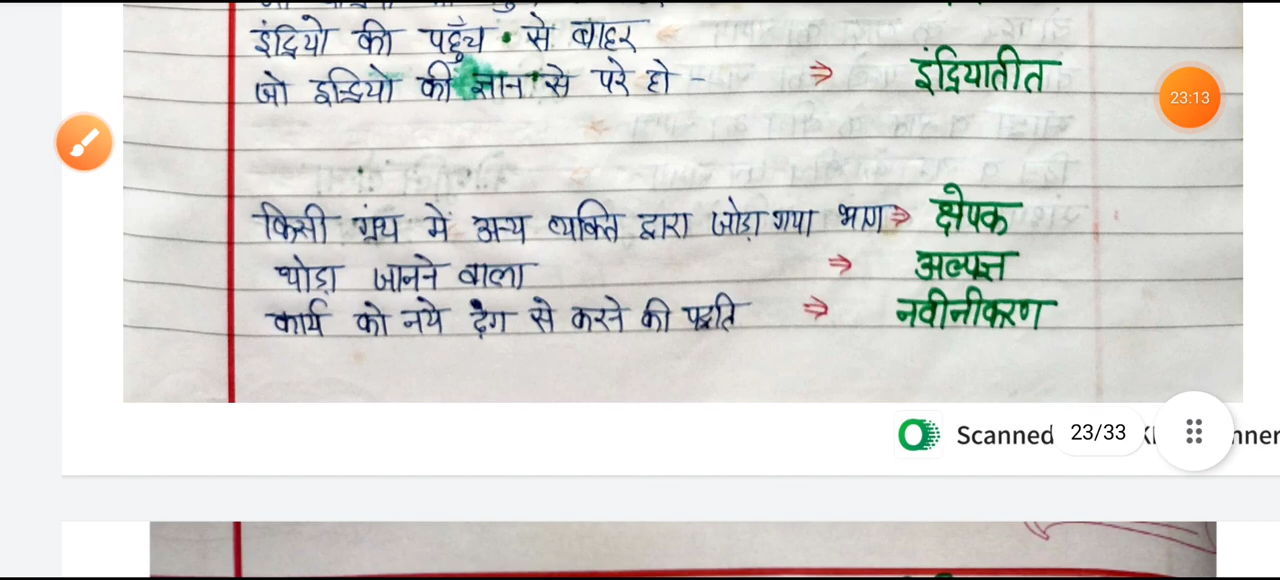 इंद्रियो की पहुँच से बाहर
जो इन्द्रियो की ज्ञान से परे हो - ⇒ इंद्रियातीत
23:13
किसी ग्रंथ में अन्य व्यक्ति द्वारा जोड़ा गया भाग ⇒ क्षेपक
थोड़ा जानने वाला ⇒ अल्पज्ञ
कार्य को नये ढ़ंग से करने की पद्दति ⇒ नवीनीकरण
Scanned 23/33